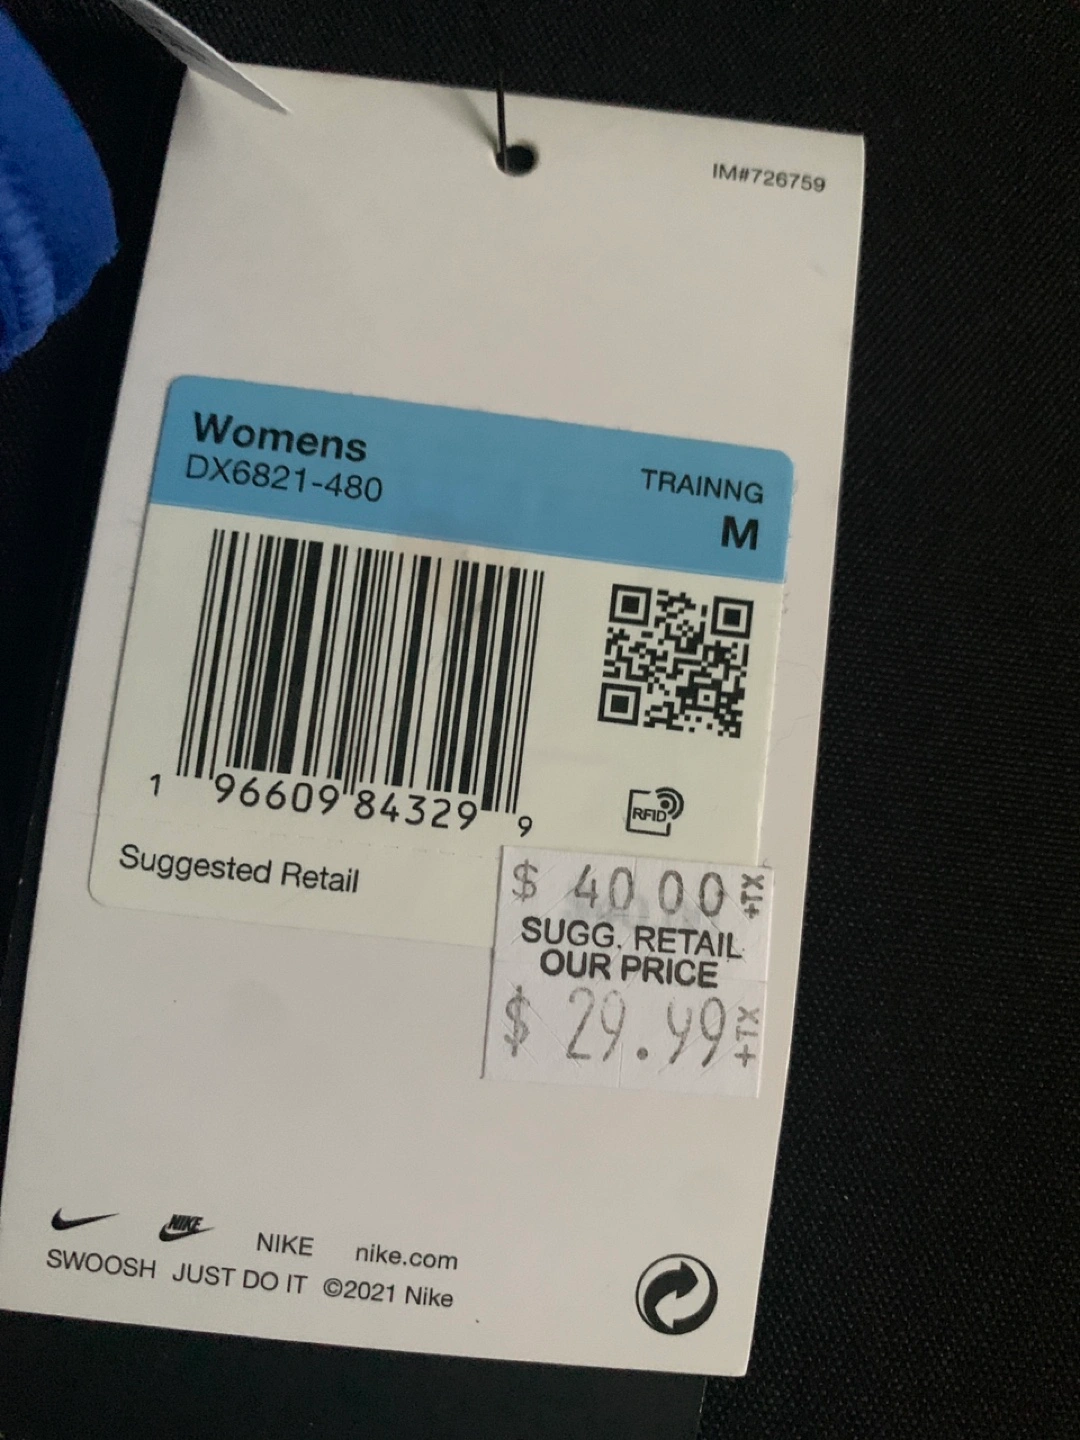 IM#726759
Womens
DX6821-480
TRAINNG
M
1 96609 84329 9
RFID
Suggested Retail
$ 40.00 +TX
SUGG. RETAIL
OUR PRICE
$ 29.99 +TX
NIKE NIKE nike.com
SWOOSH JUST DO IT ©2021 Nike